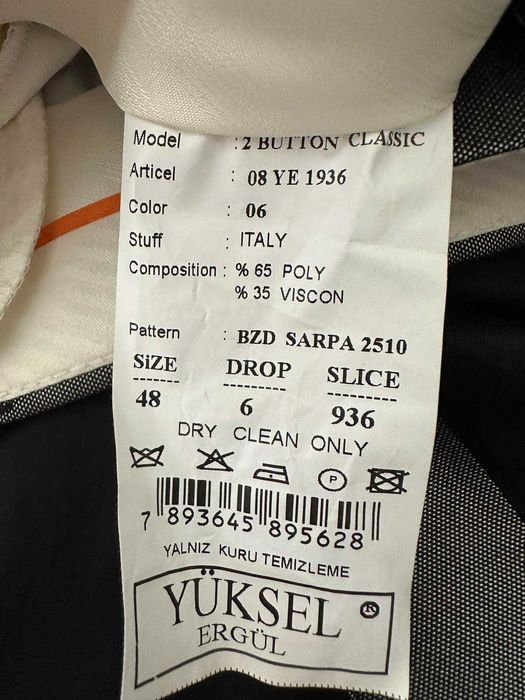 Model : 2 BUTTON CLASSIC
Articel : 08 YE 1936
Color : 06
Stuff : ITALY
Composition : % 65 POLY
% 35 VISCON
Pattern : BZD SARPA 2510
SiZE DROP SLICE
48 6 936
DRY CLEAN ONLY
P
7 893645 895628
YALNIZ KURU TEMIZLEME
YÜKSEL ®
ERGÜL